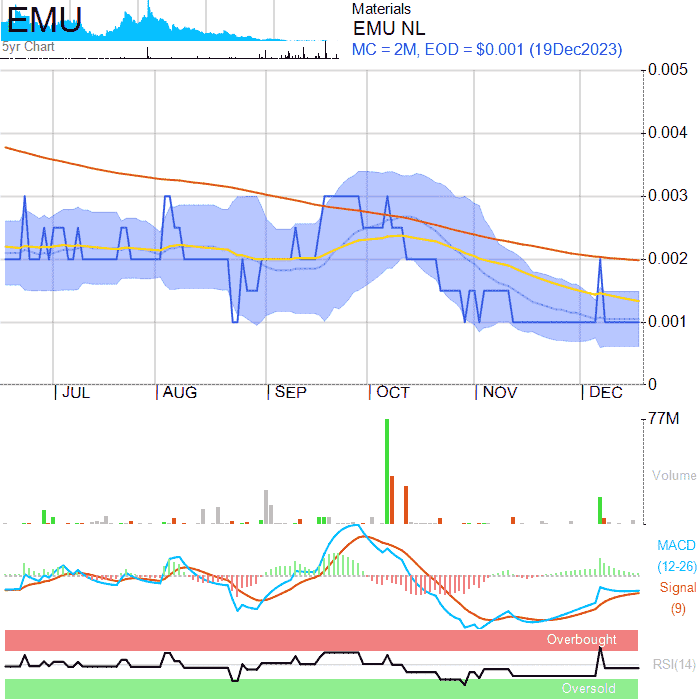 EMU
5yr Chart
Materials
EMU NL
MC = 2M, EOD = $0.001 (19Dec2023)
0.005
0.004
0.003
0.002
0.001
0
JUL AUG SEP OCT NOV DEC
77M
Volume
MACD
(12-26)
Signal
(9)
Overbought
RSI(14)
Oversold